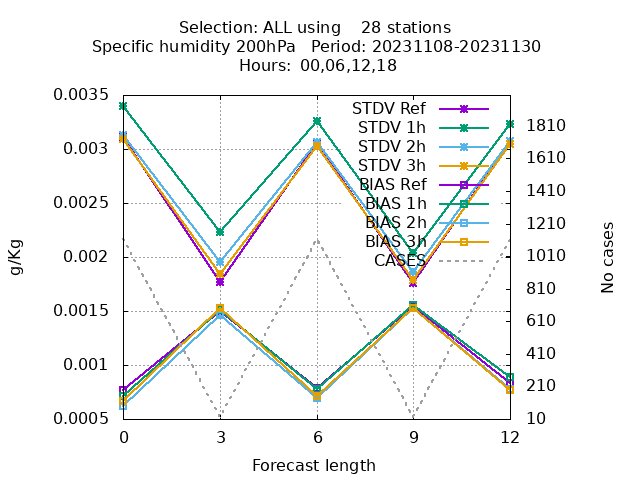 Selection: ALL using    28 stations
Specific humidity 200hPa   Period: 20231108-20231130
Hours:  00,06,12,18
0.0035
0.003
0.0025
0.002
0.0015
0.001
0.0005
g/Kg
STDV Ref
STDV 1h
STDV 2h
STDV 3h
BIAS Ref
BIAS 1h
BIAS 2h
BIAS 3h
CASES
1810
1610
1410
1210
1010
810
610
410
210
10
No cases
0
3
6
9
12
Forecast length